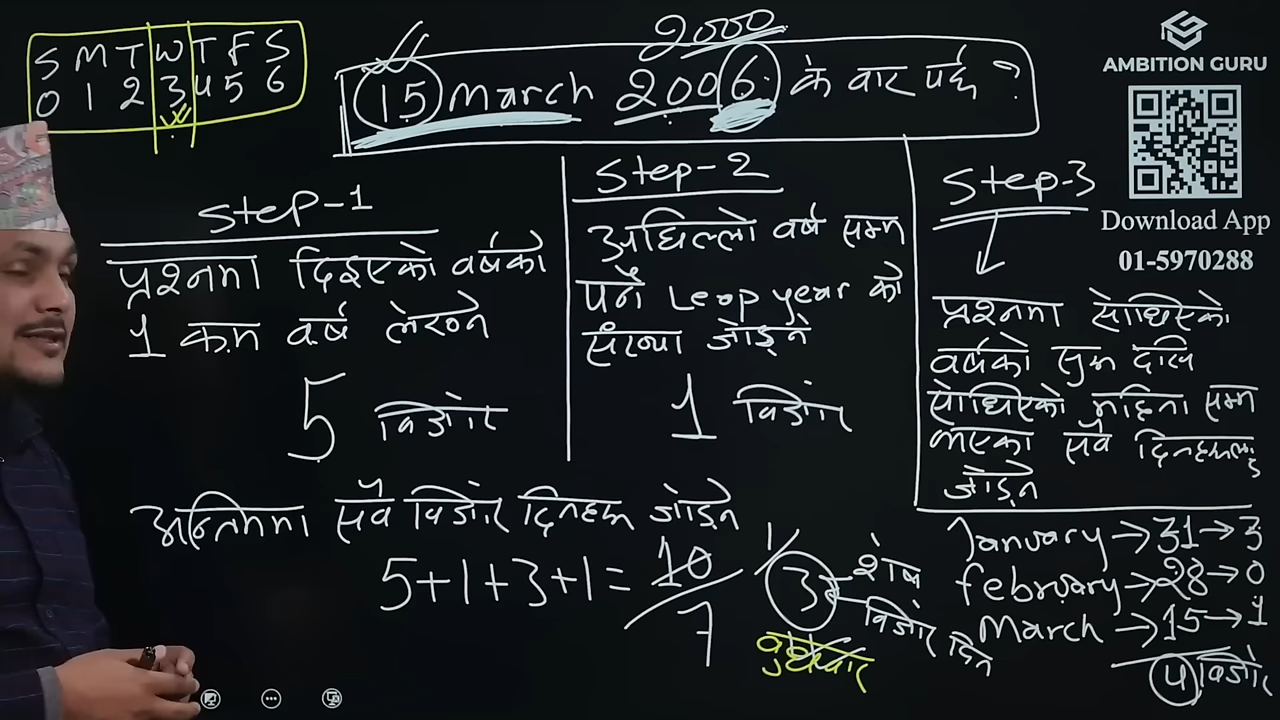 S M T W T F S
0 1 2 3 4 5 6
2000
15 March 2006 के वार पर्छ ?
AMBITION GURU
Download App
01-5970288
Step-1
प्रश्नमा दिइएको वर्षको
1 कम वर्ष लेख्ने
5 विजोर
Step-2
अघिल्लो वर्ष सम्म
पर्ने Leap year को
संख्या जोड्ने
1 विजोर
Step-3
प्रश्नमा सोधिएको
वर्षको सुरु देखि
सोधिएको महिना सम्म
भएका सबै दिनहरूलाई
जोड्ने
January → 31 → 3
february → 28 → 0
March → 15 → 1
4 विजोर
अन्तिममा सबै विजोर दिनहरू जोड्ने
5+1+3+1= 10
7
1
3
शेष
विजोर दिन
बुधवार